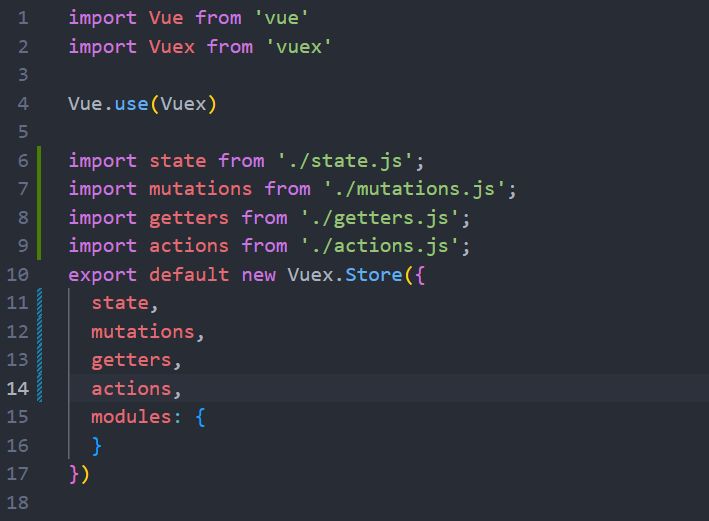 1 import Vue from 'vue'
2 import Vuex from 'vuex'
3
4 Vue.use(Vuex)
5
6 import state from './state.js';
7 import mutations from './mutations.js';
8 import getters from './getters.js';
9 import actions from './actions.js';
10 export default new Vuex.Store({
11   state,
12   mutations,
13   getters,
14   actions,
15   modules: {
16   }
17 })
18